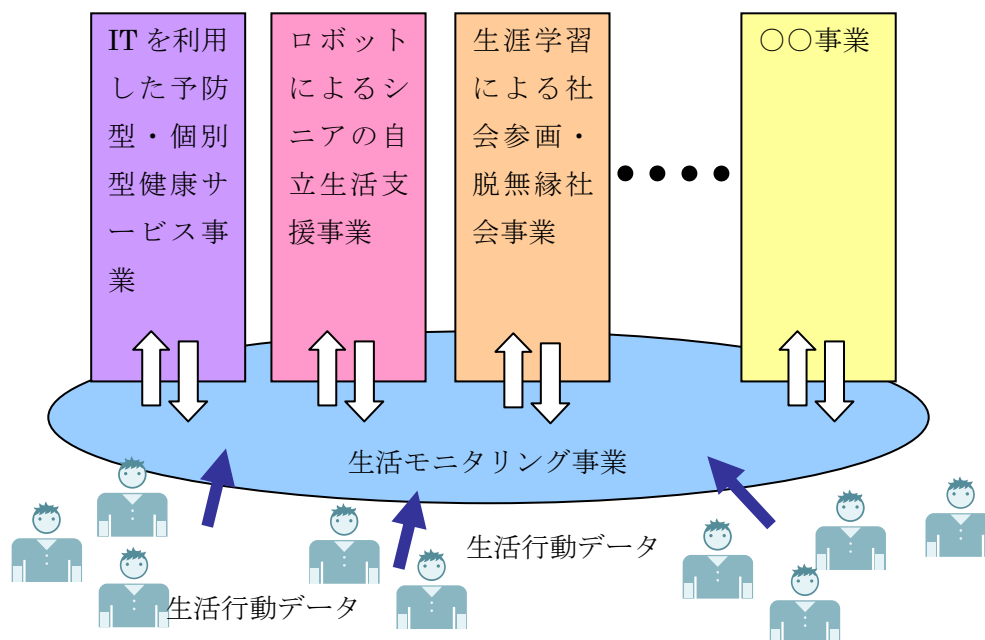 IT を利用
した予防
型・個別
型健康サ
ービス事
業
ロボット
によるシ
ニアの自
立生活支
援事業
生涯学習
による社
会参画・
脱無縁社
会事業
○○事業
生活モニタリング事業
生活行動データ
生活行動データ